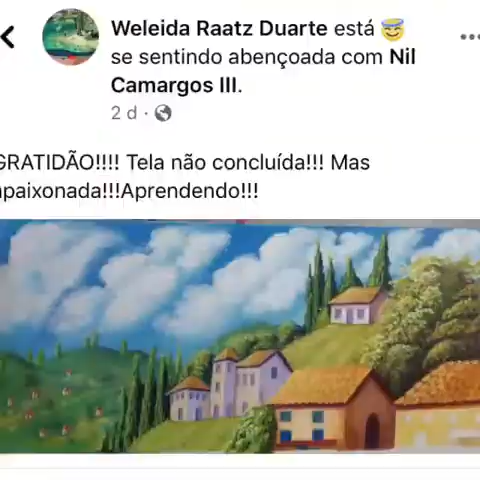 Weleida Raatz Duarte está 😇
se sentindo abençoada com Nil
Camargos III.
2 d ·
GRATIDÃO!!!! Tela não concluída!!! Mas
apaixonada!!!Aprendendo!!!